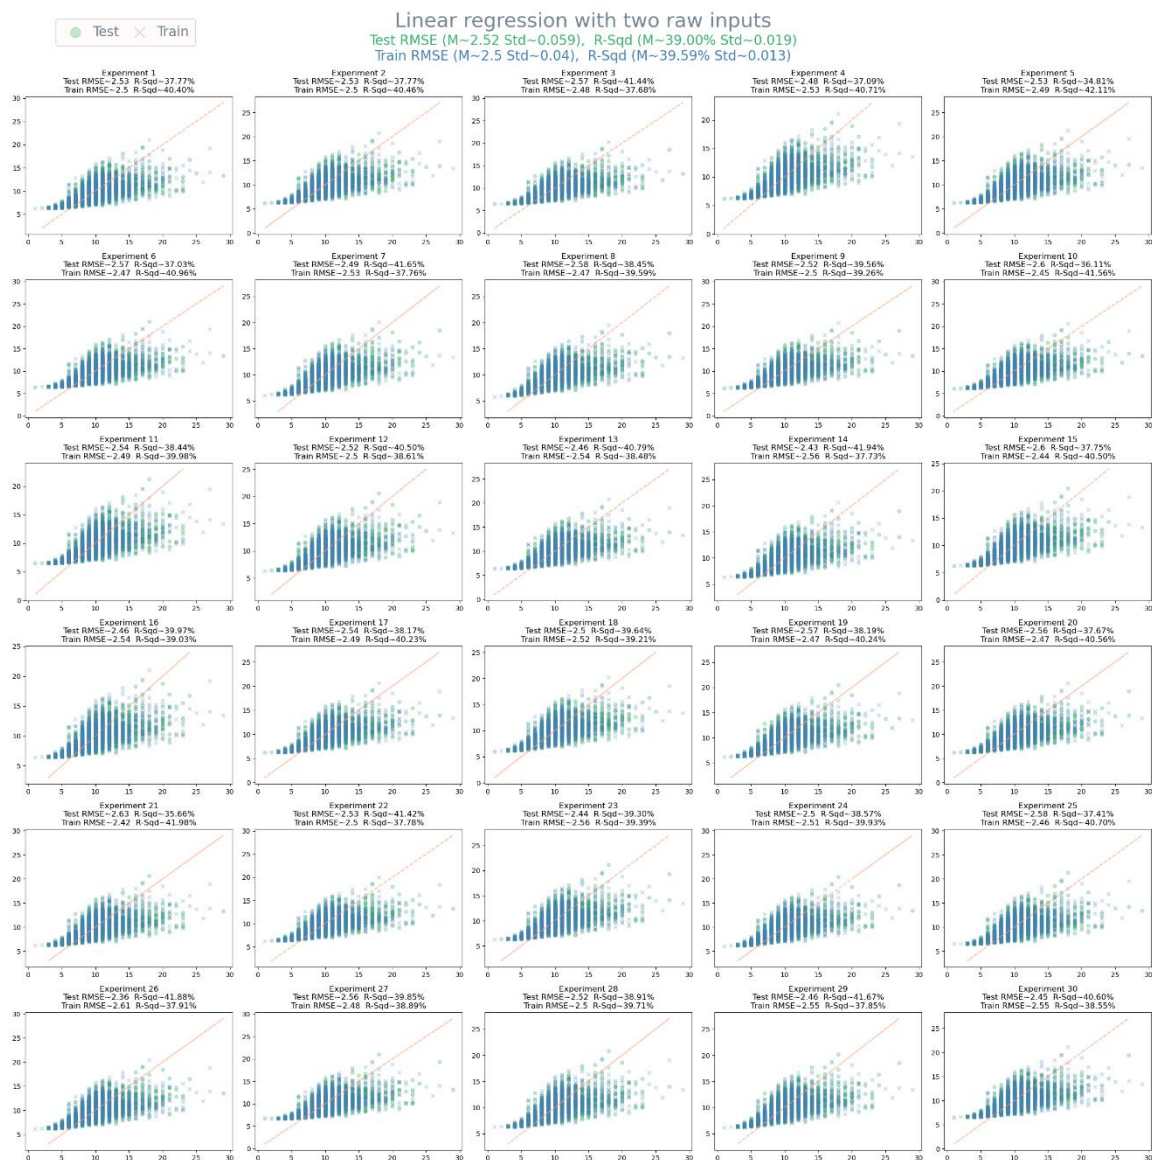 Linear regression with two raw inputs
Test Train
Test RMSE (M~2.52 Std~0.059), R-Sqd (M~39.00% Std~0.019)
Train RMSE (M~2.5 Std~0.04), R-Sqd (M~39.59% Std~0.013)
Experiment 1
Test RMSE~2.53 R-Sqd~37.77%
Train RMSE~2.5 R-Sqd~40.40%
Experiment 2
Test RMSE~2.53 R-Sqd~37.77%
Train RMSE~2.5 R-Sqd~40.46%
Experiment 3
Test RMSE~2.57 R-Sqd~41.44%
Train RMSE~2.48 R-Sqd~37.68%
Experiment 4
Test RMSE~2.48 R-Sqd~37.09%
Train RMSE~2.53 R-Sqd~40.71%
Experiment 5
Test RMSE~2.53 R-Sqd~34.81%
Train RMSE~2.49 R-Sqd~42.11%
Experiment 6
Test RMSE~2.57 R-Sqd~37.03%
Train RMSE~2.47 R-Sqd~40.96%
Experiment 7
Test RMSE~2.49 R-Sqd~41.65%
Train RMSE~2.53 R-Sqd~37.76%
Experiment 8
Test RMSE~2.58 R-Sqd~38.45%
Train RMSE~2.47 R-Sqd~39.59%
Experiment 9
Test RMSE~2.52 R-Sqd~39.56%
Train RMSE~2.5 R-Sqd~39.26%
Experiment 10
Test RMSE~2.6 R-Sqd~36.11%
Train RMSE~2.45 R-Sqd~41.56%
Experiment 11
Test RMSE~2.54 R-Sqd~38.44%
Train RMSE~2.49 R-Sqd~39.98%
Experiment 12
Test RMSE~2.52 R-Sqd~40.50%
Train RMSE~2.5 R-Sqd~38.61%
Experiment 13
Test RMSE~2.46 R-Sqd~40.79%
Train RMSE~2.54 R-Sqd~38.48%
Experiment 14
Test RMSE~2.43 R-Sqd~41.94%
Train RMSE~2.56 R-Sqd~37.73%
Experiment 15
Test RMSE~2.6 R-Sqd~37.75%
Train RMSE~2.44 R-Sqd~40.50%
Experiment 16
Test RMSE~2.46 R-Sqd~39.97%
Train RMSE~2.54 R-Sqd~39.03%
Experiment 17
Test RMSE~2.54 R-Sqd~38.17%
Train RMSE~2.49 R-Sqd~40.23%
Experiment 18
Test RMSE~2.5 R-Sqd~39.64%
Train RMSE~2.52 R-Sqd~39.21%
Experiment 19
Test RMSE~2.57 R-Sqd~38.19%
Train RMSE~2.47 R-Sqd~40.24%
Experiment 20
Test RMSE~2.56 R-Sqd~37.67%
Train RMSE~2.47 R-Sqd~40.56%
Experiment 21
Test RMSE~2.63 R-Sqd~35.66%
Train RMSE~2.42 R-Sqd~41.98%
Experiment 22
Test RMSE~2.53 R-Sqd~41.42%
Train RMSE~2.5 R-Sqd~37.78%
Experiment 23
Test RMSE~2.44 R-Sqd~39.30%
Train RMSE~2.56 R-Sqd~39.39%
Experiment 24
Test RMSE~2.5 R-Sqd~38.57%
Train RMSE~2.51 R-Sqd~39.93%
Experiment 25
Test RMSE~2.58 R-Sqd~37.41%
Train RMSE~2.46 R-Sqd~40.70%
Experiment 26
Test RMSE~2.36 R-Sqd~41.88%
Train RMSE~2.61 R-Sqd~37.91%
Experiment 27
Test RMSE~2.56 R-Sqd~39.85%
Train RMSE~2.48 R-Sqd~38.89%
Experiment 28
Test RMSE~2.52 R-Sqd~38.91%
Train RMSE~2.5 R-Sqd~39.71%
Experiment 29
Test RMSE~2.46 R-Sqd~41.67%
Train RMSE~2.55 R-Sqd~37.85%
Experiment 30
Test RMSE~2.45 R-Sqd~40.60%
Train RMSE~2.55 R-Sqd~38.55%